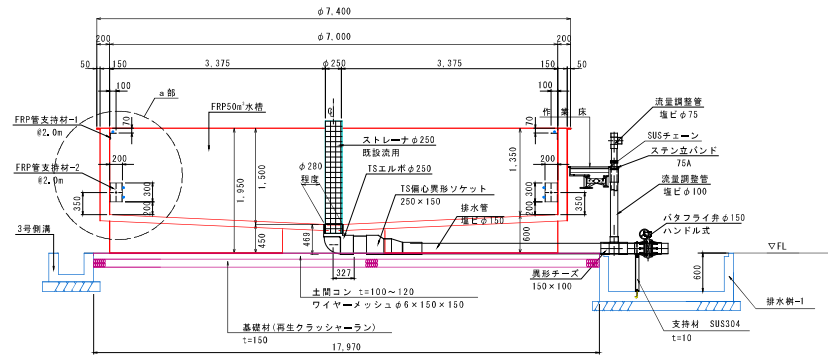 φ7,400
200
φ7,000
200
50
150
3,375
φ250
3,375
150
50
100
a部
100
FRP50m³水槽
FRP管支持材-1
@2.0m
70
CL
作業床
70
流量調整管
塩ビφ75
SUSチェーン
ステン立バンド
75A
ストレーナφ250
既設流用
TSエルボφ250
φ280
程度
1,950
1,500
1,350
FRP管支持材-2
@2.0m
200
300
200
350
200
300
200
350
流量調整管
塩ビφ100
TS偏心異形ソケット
250×150
排水管
塩ビφ150
バタフライ弁φ150
ハンドル式
3号側溝
450
469
600
327
異形チーズ
150×100
▽FL
600
土間コン t=100~120
ワイヤーメッシュφ6×150×150
基礎材(再生クラッシャーラン)
t=150
17,970
支持材 SUS304
t=10
排水樹-1